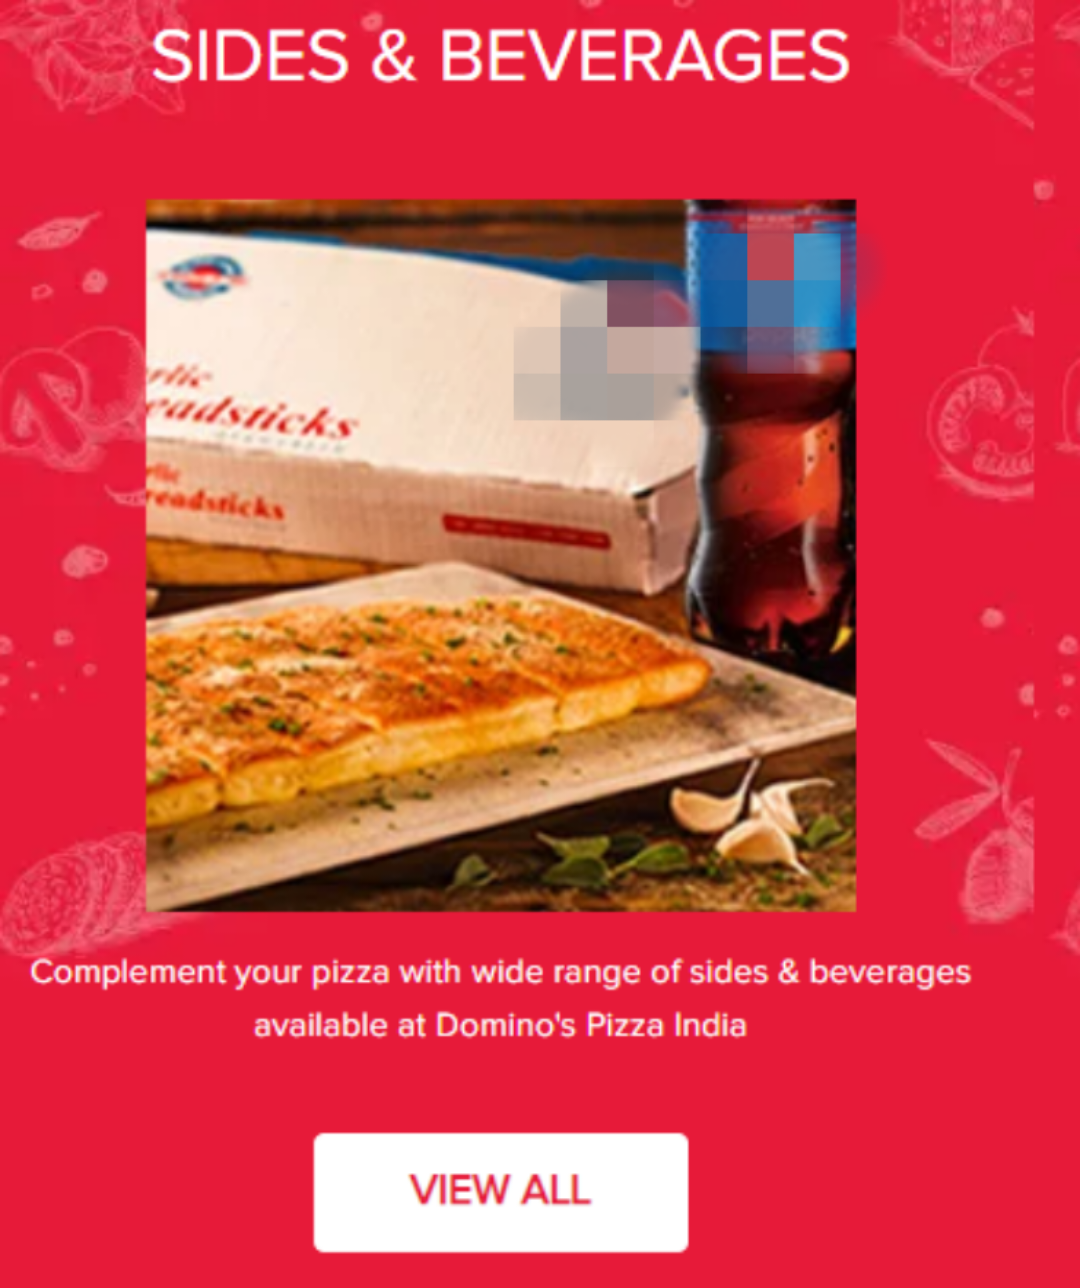 SIDES & BEVERAGES
rlic
eadsticks
rlic
readsticks
Complement your pizza with wide range of sides & beverages
available at Domino's Pizza India
VIEW ALL